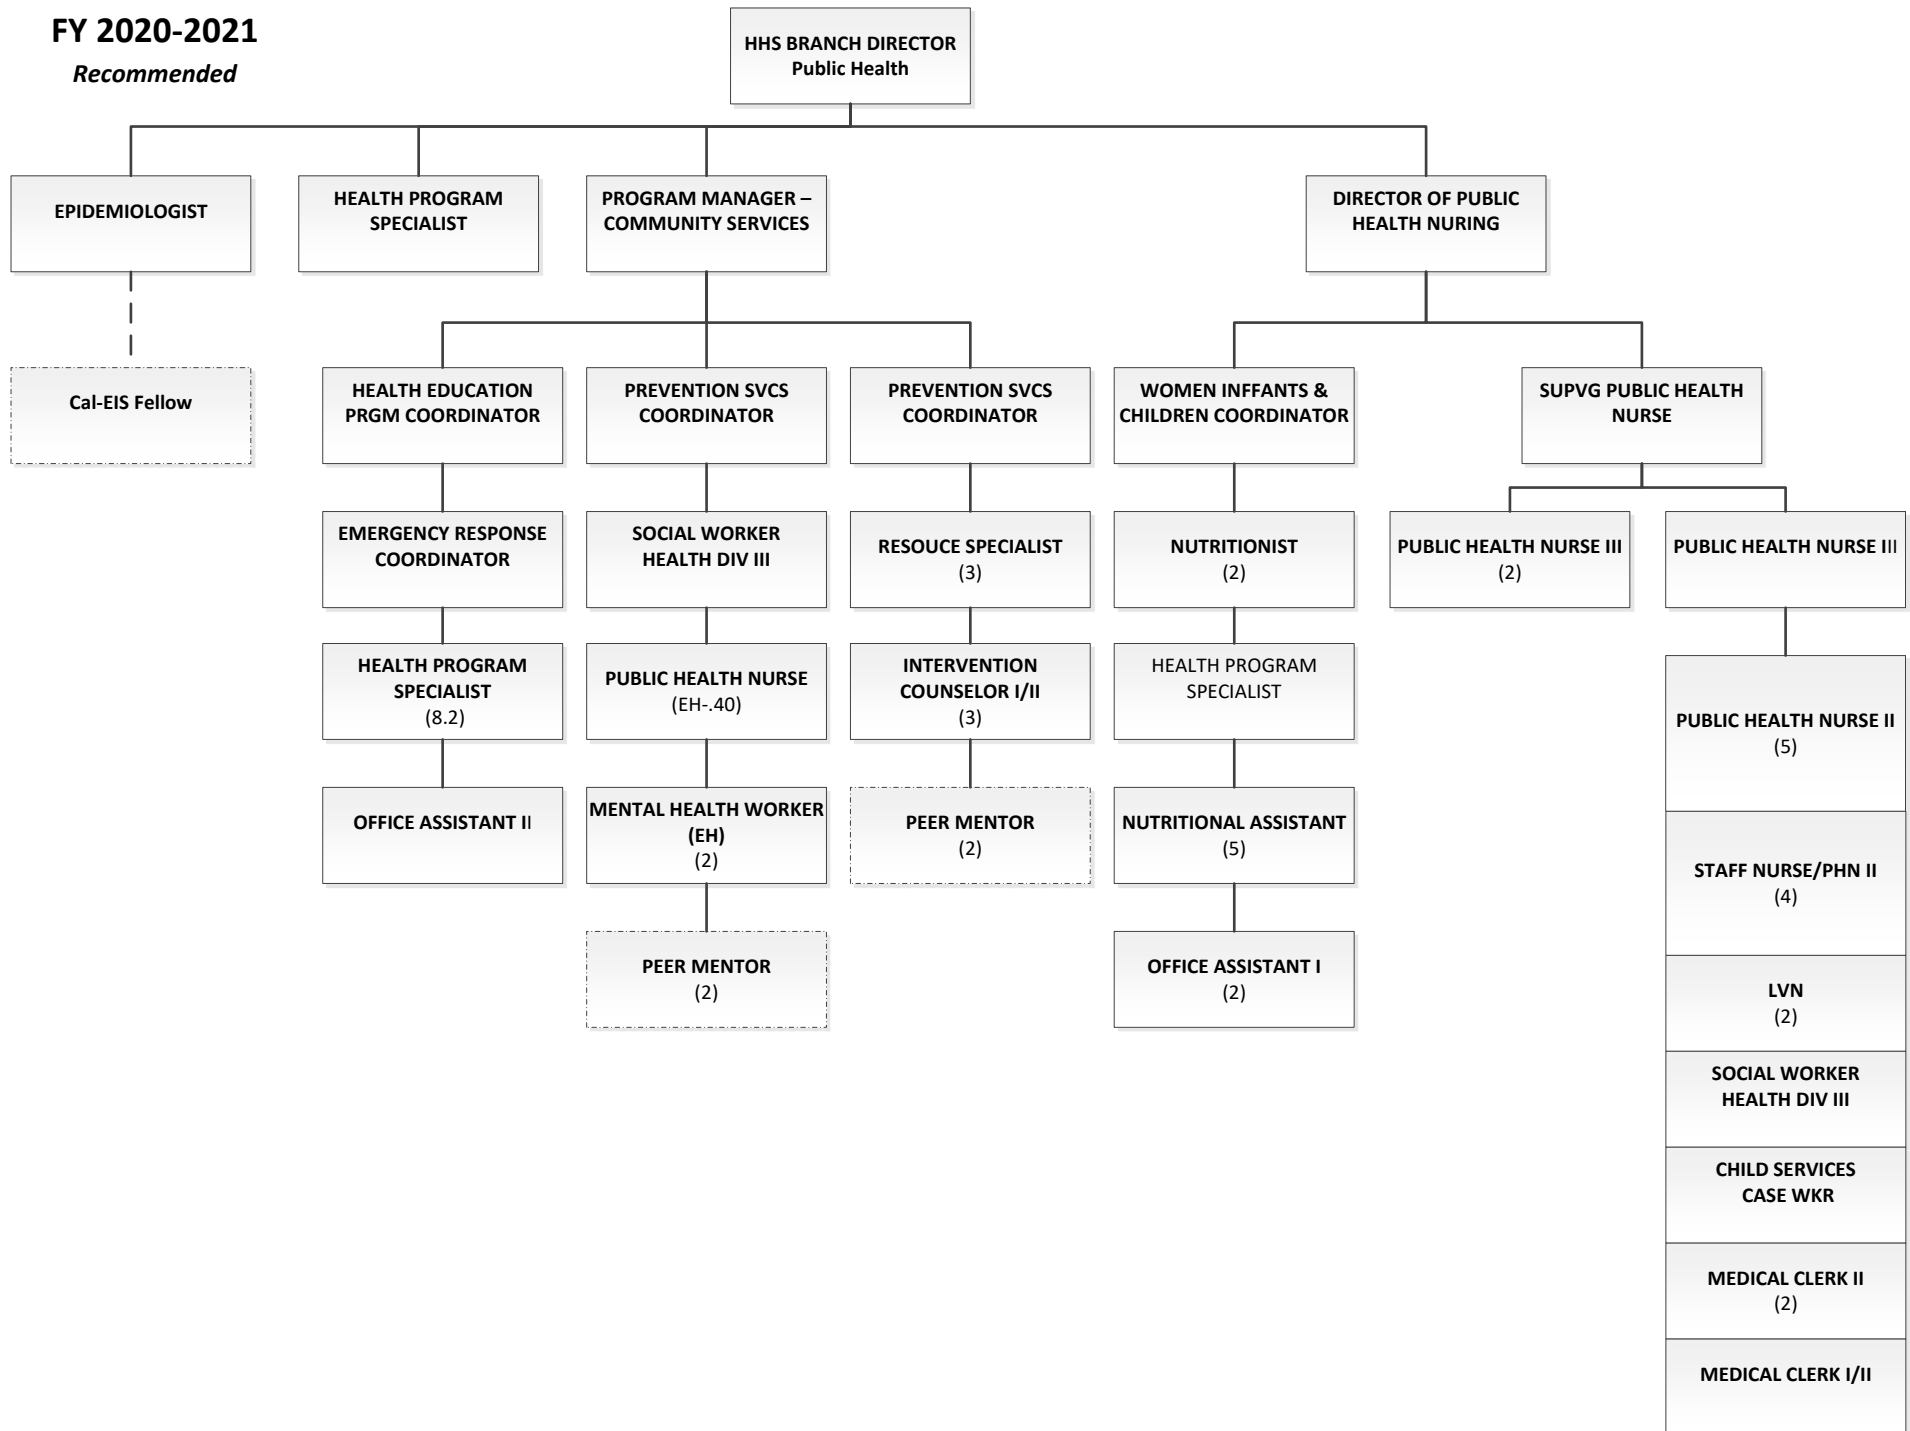 FY 2020-2021
Recommended
HHS BRANCH DIRECTOR
Public Health
EPIDEMIOLOGIST
HEALTH PROGRAM
SPECIALIST
PROGRAM MANAGER –
COMMUNITY SERVICES
DIRECTOR OF PUBLIC
HEALTH NURING
Cal-EIS Fellow
HEALTH EDUCATION
PRGM COORDINATOR
PREVENTION SVCS
COORDINATOR
PREVENTION SVCS
COORDINATOR
WOMEN INFFANTS &
CHILDREN COORDINATOR
SUPVG PUBLIC HEALTH
NURSE
EMERGENCY RESPONSE
COORDINATOR
SOCIAL WORKER
HEALTH DIV III
RESOUCE SPECIALIST
(3)
NUTRITIONIST
(2)
PUBLIC HEALTH NURSE III
(2)
PUBLIC HEALTH NURSE III
HEALTH PROGRAM
SPECIALIST
(8.2)
PUBLIC HEALTH NURSE
(EH-.40)
INTERVENTION
COUNSELOR I/II
(3)
HEALTH PROGRAM
SPECIALIST
PUBLIC HEALTH NURSE II
(5)
OFFICE ASSISTANT II
MENTAL HEALTH WORKER
(EH)
(2)
PEER MENTOR
(2)
NUTRITIONAL ASSISTANT
(5)
STAFF NURSE/PHN II
(4)
PEER MENTOR
(2)
OFFICE ASSISTANT I
(2)
LVN
(2)
SOCIAL WORKER
HEALTH DIV III
CHILD SERVICES
CASE WKR
MEDICAL CLERK II
(2)
MEDICAL CLERK I/II